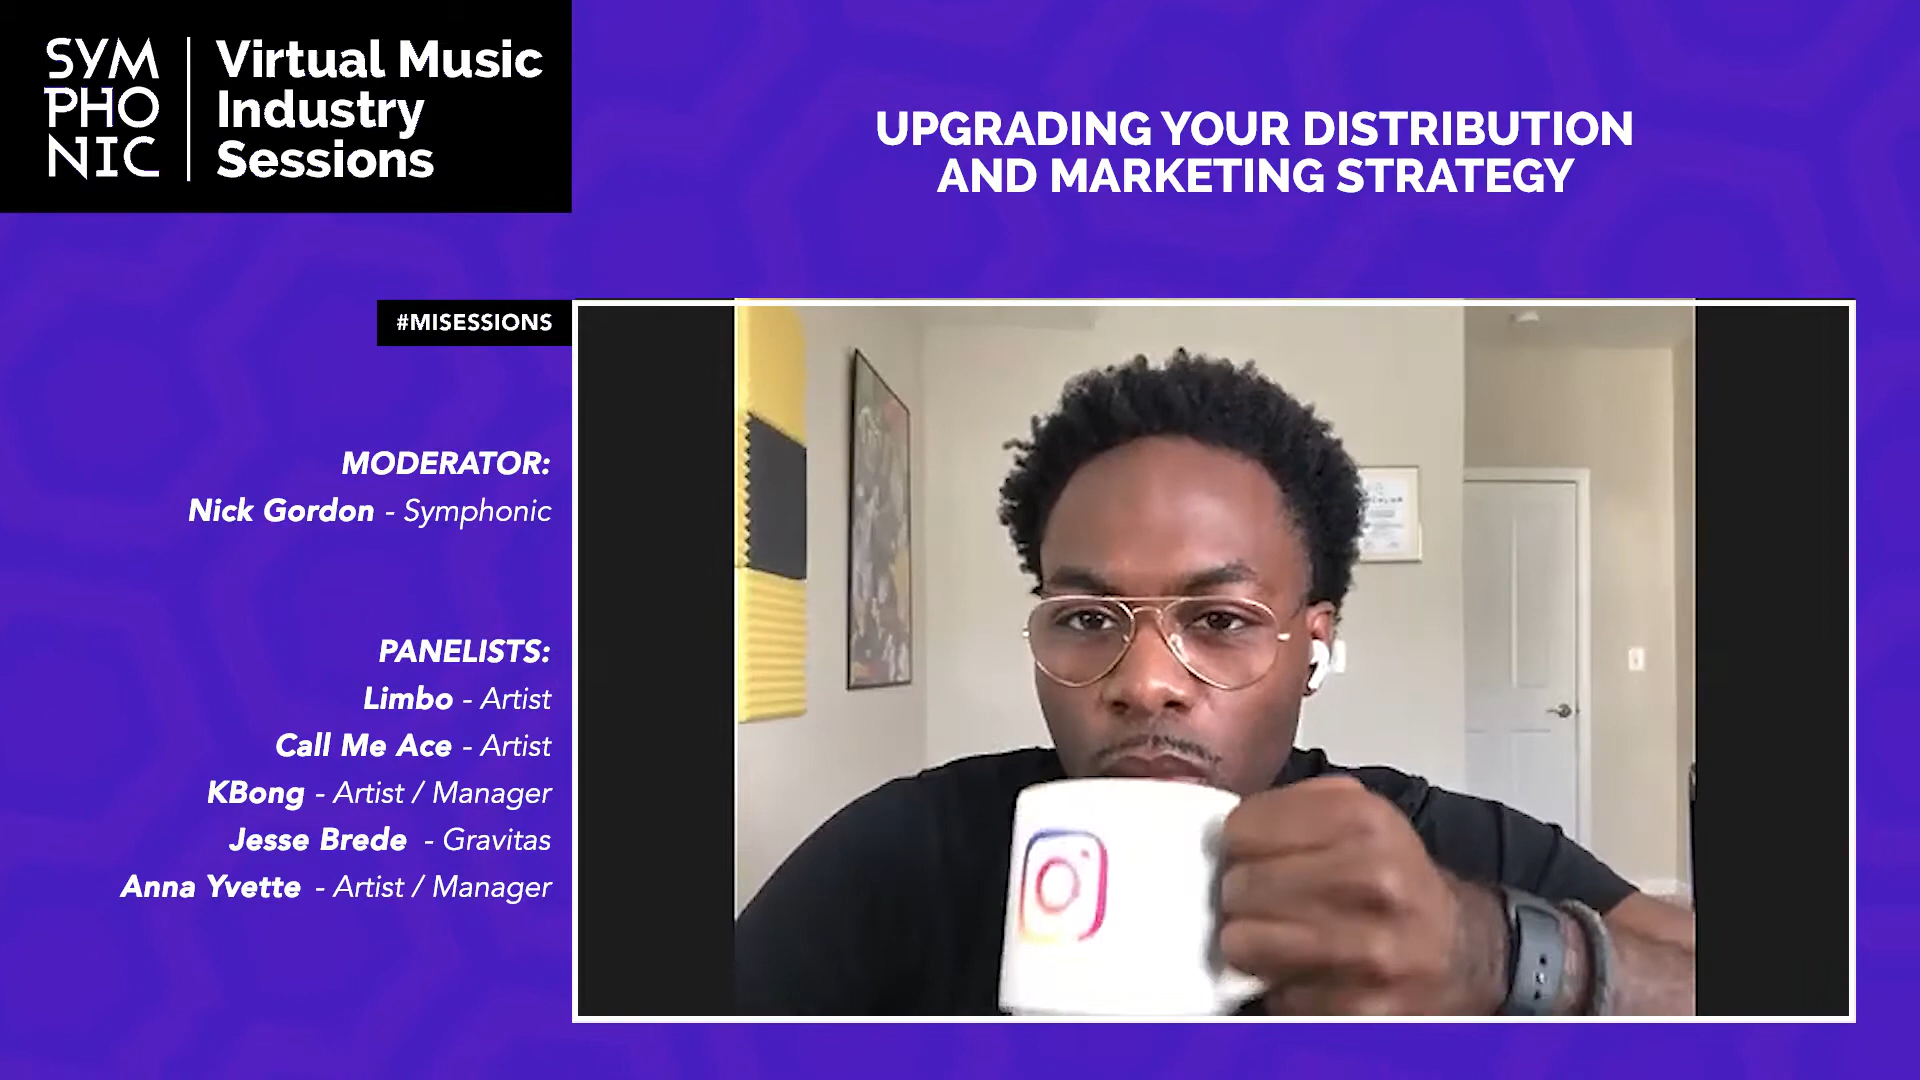 SYM
PHO
NIC
Virtual Music
Industry
Sessions
UPGRADING YOUR DISTRIBUTION
AND MARKETING STRATEGY
#MISESSIONS
MODERATOR:
Nick Gordon - Symphonic
PANELISTS:
Limbo - Artist
Call Me Ace - Artist
KBong - Artist / Manager
Jesse Brede - Gravitas
Anna Yvette - Artist / Manager